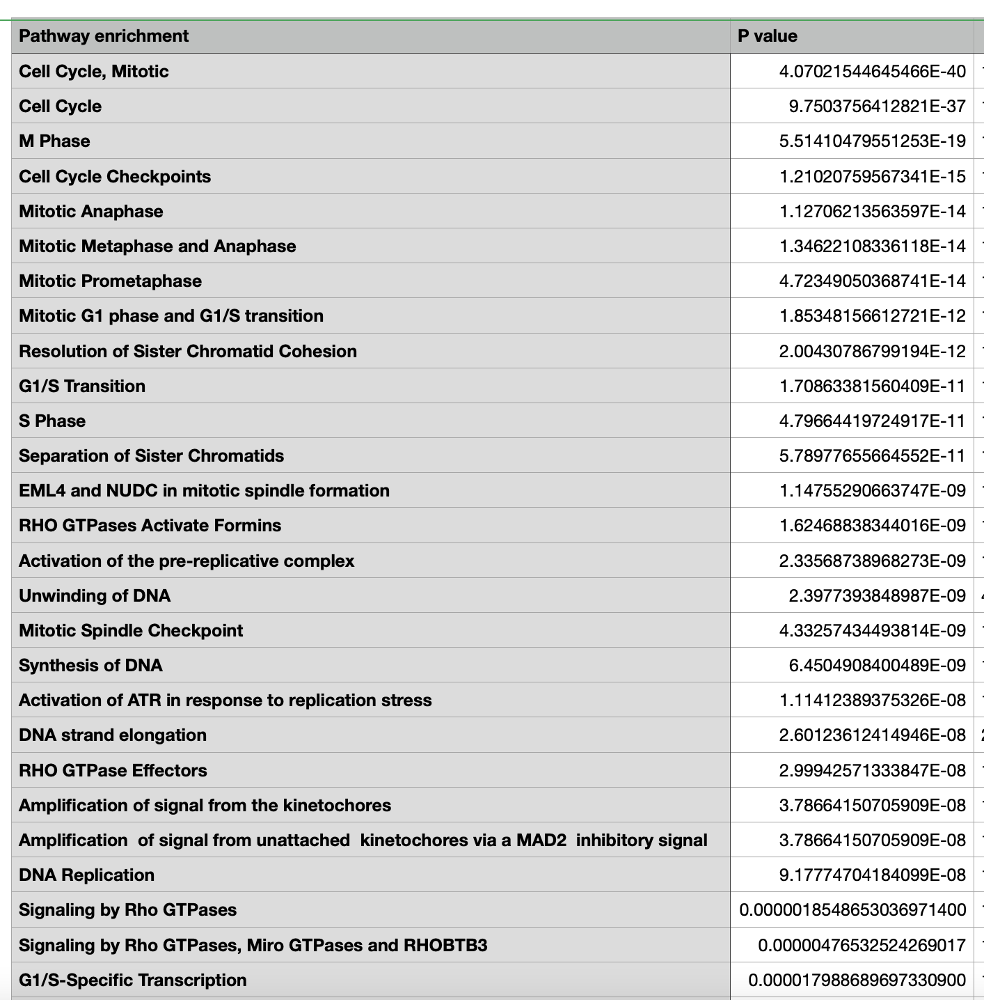 Pathway enrichment P value
Cell Cycle, Mitotic 4.07021544645466E-40
Cell Cycle 9.7503756412821E-37
M Phase 5.51410479551253E-19
Cell Cycle Checkpoints 1.21020759567341E-15
Mitotic Anaphase 1.12706213563597E-14
Mitotic Metaphase and Anaphase 1.34622108336118E-14
Mitotic Prometaphase 4.72349050368741E-14
Mitotic G1 phase and G1/S transition 1.85348156612721E-12
Resolution of Sister Chromatid Cohesion 2.00430786799194E-12
G1/S Transition 1.70863381560409E-11
S Phase 4.79664419724917E-11
Separation of Sister Chromatids 5.78977655664552E-11
EML4 and NUDC in mitotic spindle formation 1.14755290663747E-09
RHO GTPases Activate Formins 1.62468838344016E-09
Activation of the pre-replicative complex 2.33568738968273E-09
Unwinding of DNA 2.3977393848987E-09
Mitotic Spindle Checkpoint 4.33257434493814E-09
Synthesis of DNA 6.4504908400489E-09
Activation of ATR in response to replication stress 1.11412389375326E-08
DNA strand elongation 2.60123612414946E-08
RHO GTPase Effectors 2.99942571333847E-08
Amplification of signal from the kinetochores 3.78664150705909E-08
Amplification  of signal from unattached  kinetochores via a MAD2  inhibitory signal 3.78664150705909E-08
DNA Replication 9.17774704184099E-08
Signaling by Rho GTPases 0.0000018548653036971400
Signaling by Rho GTPases, Miro GTPases and RHOBTB3 0.00000476532524269017
G1/S-Specific Transcription 0.000017988689697330900